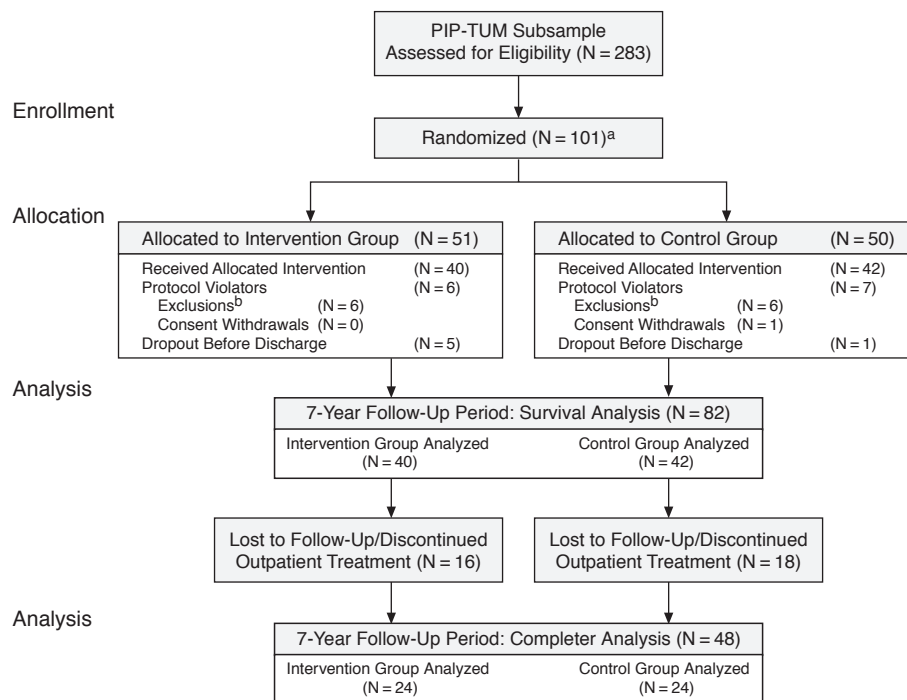 PIP-TUM Subsample
Assessed for Eligibility (N = 283)
Enrollment
Randomized (N = 101)a
Allocation
Allocated to Intervention Group (N = 51)
Received Allocated Intervention (N = 40)
Protocol Violators (N = 6)
Exclusionsb (N = 6)
Consent Withdrawals (N = 0)
Dropout Before Discharge (N = 5)
Allocated to Control Group (N = 50)
Received Allocated Intervention (N = 42)
Protocol Violators (N = 7)
Exclusionsb (N = 6)
Consent Withdrawals (N = 1)
Dropout Before Discharge (N = 1)
Analysis
7-Year Follow-Up Period: Survival Analysis (N = 82)
Intervention Group Analyzed
(N = 40)
Control Group Analyzed
(N = 42)
Lost to Follow-Up/Discontinued
Outpatient Treatment (N = 16)
Lost to Follow-Up/Discontinued
Outpatient Treatment (N = 18)
Analysis
7-Year Follow-Up Period: Completer Analysis (N = 48)
Intervention Group Analyzed
(N = 24)
Control Group Analyzed
(N = 24)